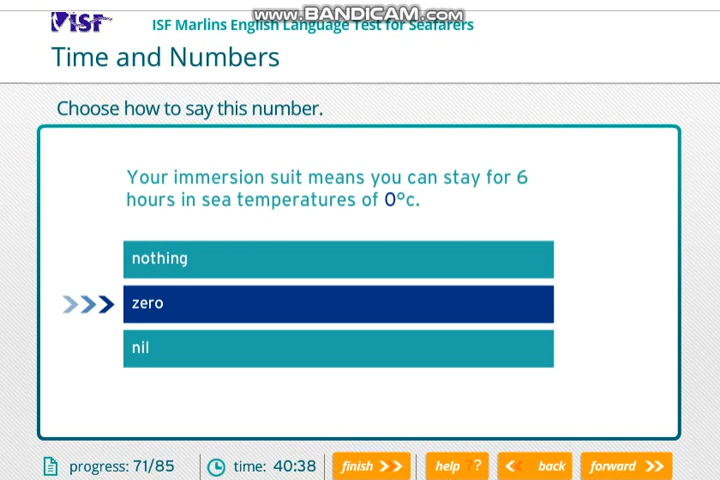 www.BANDICAM.com
ISF
ISF Marlins English Language Test for Seafarers
Time and Numbers
Choose how to say this number.
Your immersion suit means you can stay for 6
hours in sea temperatures of 0°c.
nothing
zero
nil
progress: 71/85
time: 40:38
finish >>
help ??
<< back
forward >>